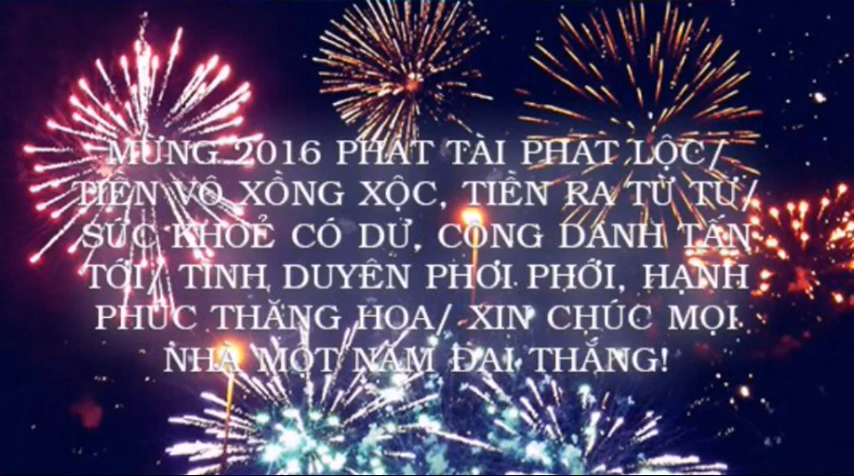 MỪNG 2016 PHÁT TÀI PHÁT LỘC/
TIỀN VÔ XỒNG XỘC, TIỀN RA TỪ TỪ/
SỨC KHOẺ CÓ DƯ, CÔNG DANH TẤN
TỚI/ TÌNH DUYÊN PHƠI PHỚI, HẠNH
PHÚC THĂNG HOA/ XIN CHÚC MỌI
NHÀ MỘT NĂM ĐẠI THẮNG!